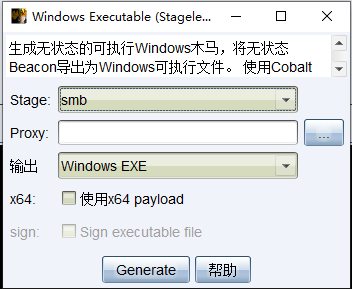 Windows Executable (Stagele...
生成无状态的可执行Windows木马，将无状态
Beacon导出为Windows可执行文件。 使用Cobalt
Stage: smb
Proxy: ...
输出 Windows EXE
x64: 使用x64 payload
sign: Sign executable file
Generate 帮助